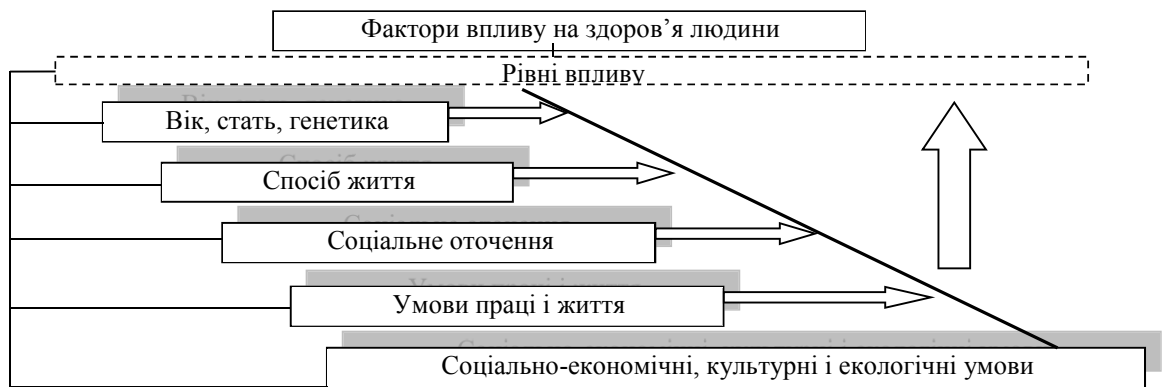 Фактори впливу на здоров’я людини
Рівні впливу
Вік, стать, генетика
Спосіб життя
Соціальне оточення
Умови праці і життя
Соціально-економічні, культурні і екологічні умови